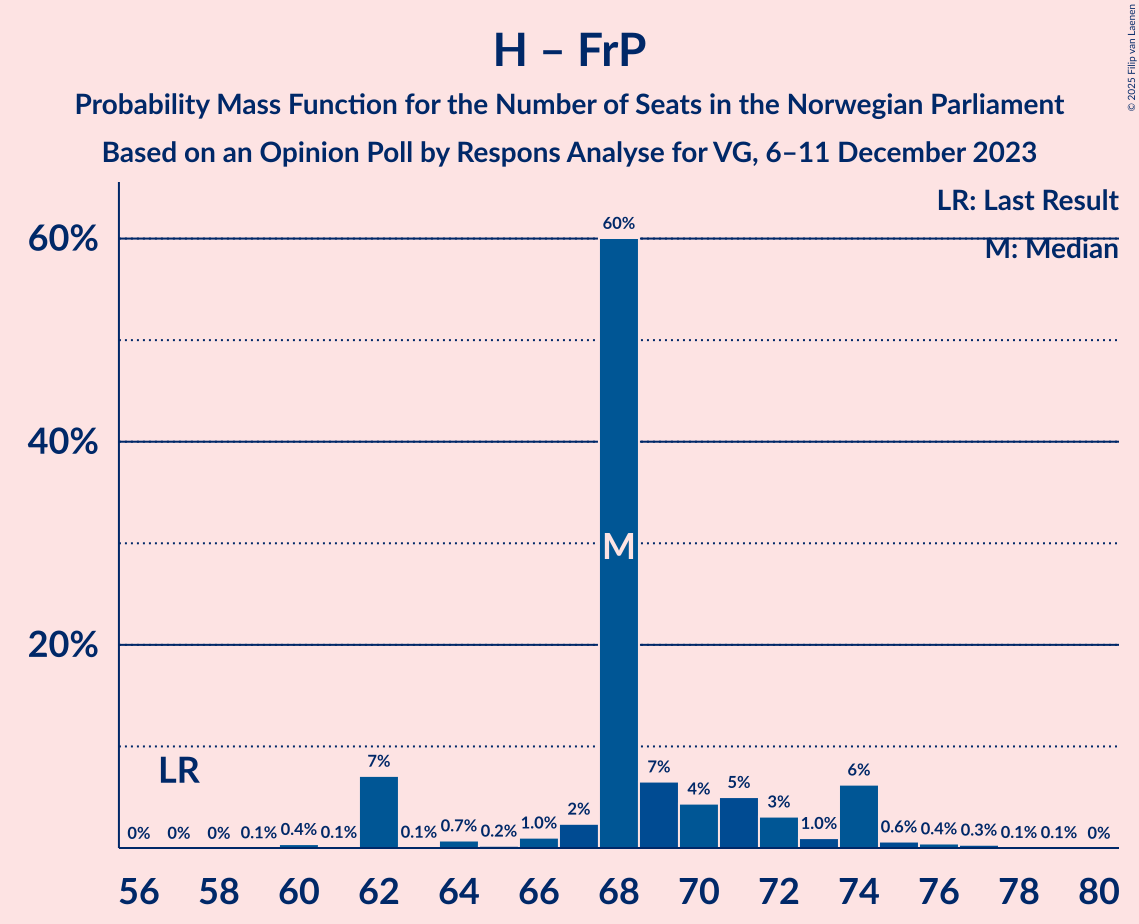 H – FrP
Probability Mass Function for the Number of Seats in the Norwegian Parliament
Based on an Opinion Poll by Respons Analyse for VG, 6–11 December 2023
© 2025 Filip van Laenen
LR: Last Result
M: Median
60%
40%
20%
60%
M
LR
0% 0% 0% 0.1% 0.4% 0.1% 7% 0.1% 0.7% 0.2% 1.0% 2% 7% 4% 5% 3% 1.0% 6% 0.6% 0.4% 0.3% 0.1% 0.1% 0%
56 58 60 62 64 66 68 70 72 74 76 78 80